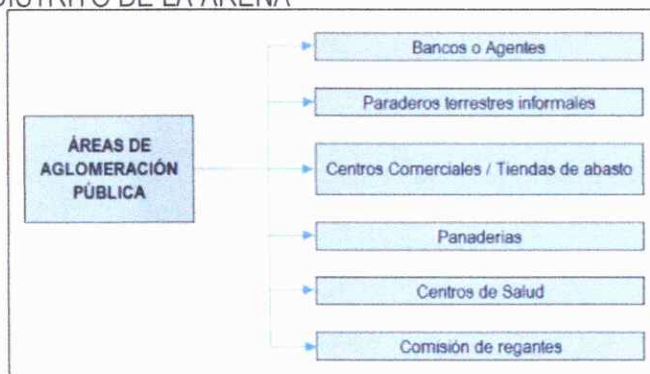 DISTRITO DE LA ARENA
ÁREAS DE
AGLOMERACIÓN
PÚBLICA
Bancos o Agentes
Paraderos terrestres informales
Centros Comerciales / Tiendas de abasto
Panaderias
Centros de Salud
Comisión de regantes